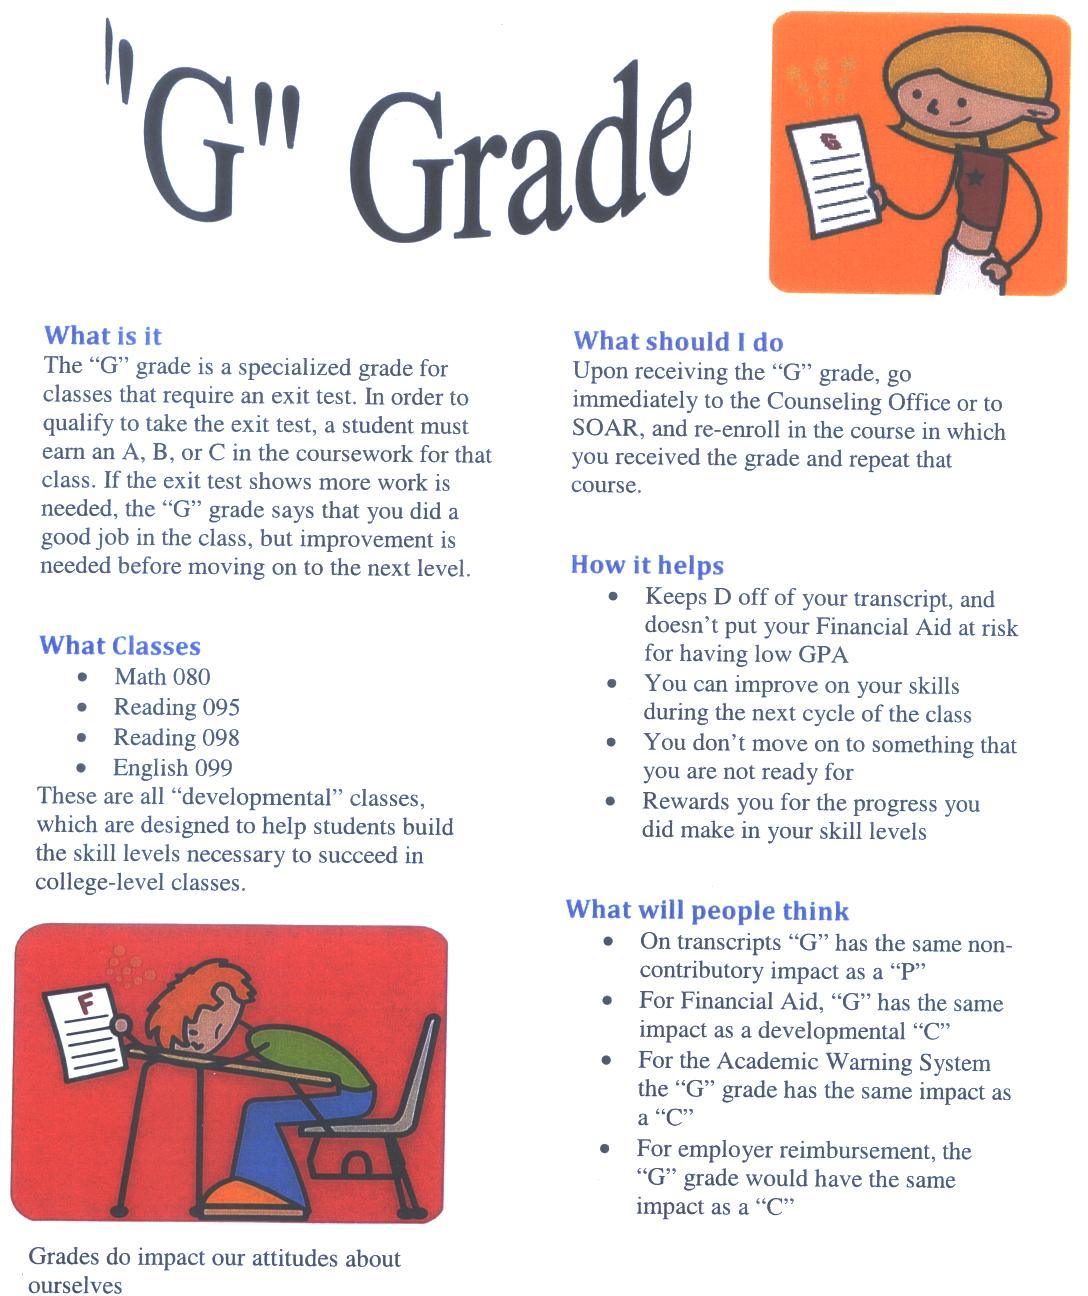 "G" Grade
G
What is it
The “G” grade is a specialized grade for
classes that require an exit test. In order to
qualify to take the exit test, a student must
earn an A, B, or C in the coursework for that
class. If the exit test shows more work is
needed, the “G” grade says that you did a
good job in the class, but improvement is
needed before moving on to the next level.
What Classes
• Math 080
• Reading 095
• Reading 098
• English 099
These are all “developmental” classes,
which are designed to help students build
the skill levels necessary to succeed in
college-level classes.
F
Grades do impact our attitudes about
ourselves
What should I do
Upon receiving the “G” grade, go
immediately to the Counseling Office or to
SOAR, and re-enroll in the course in which
you received the grade and repeat that
course.
How it helps
• Keeps D off of your transcript, and
doesn’t put your Financial Aid at risk
for having low GPA
• You can improve on your skills
during the next cycle of the class
• You don’t move on to something that
you are not ready for
• Rewards you for the progress you
did make in your skill levels
What will people think
• On transcripts “G” has the same non-
contributory impact as a “P”
• For Financial Aid, “G” has the same
impact as a developmental “C”
• For the Academic Warning System
the “G” grade has the same impact as
a “C”
• For employer reimbursement, the
“G” grade would have the same
impact as a “C”